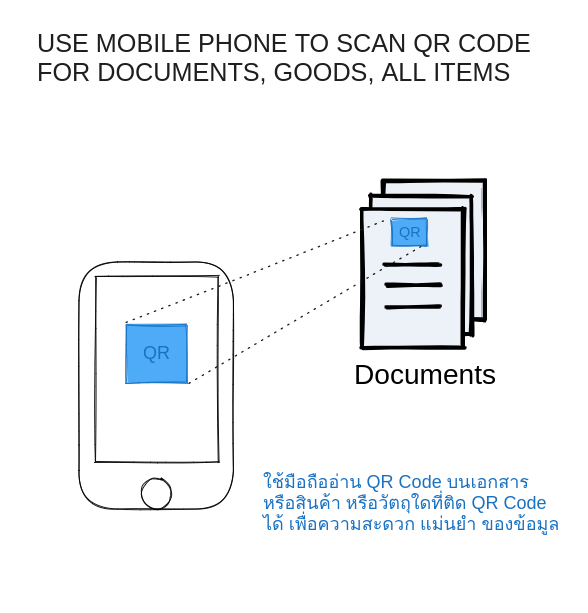 USE MOBILE PHONE TO SCAN QR CODE
FOR DOCUMENTS, GOODS, ALL ITEMS
QR
QR
Documents
ใช้มือถืออ่าน QR Code บนเอกสาร
หรือสินค้า หรือวัตถุใดที่ติด QR Code
ได้ เพื่อความสะดวก แม่นยำ ของข้อมูล